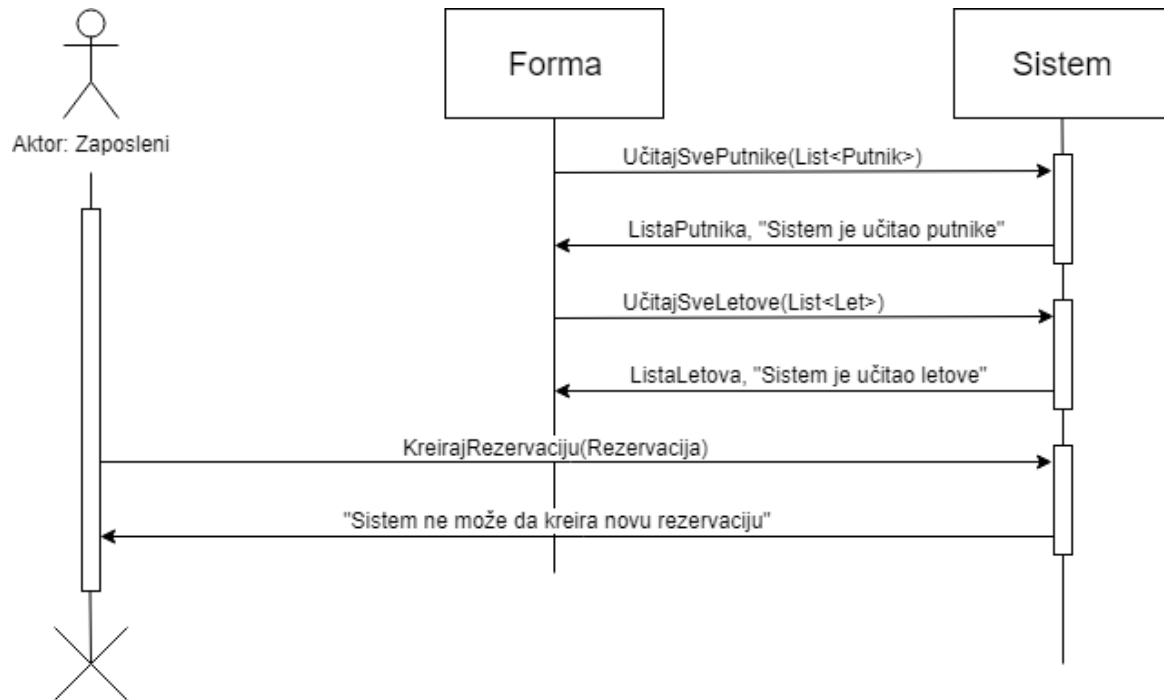 Forma
Sistem
Aktor: Zaposleni
UčitajSvePutnike(List<Putnik>)
ListaPutnika, "Sistem je učitao putnike"
UčitajSveLetove(List<Let>)
ListaLetova, "Sistem je učitao letove"
KreirajRezervaciju(Rezervacija)
"Sistem ne može da kreira novu rezervaciju"